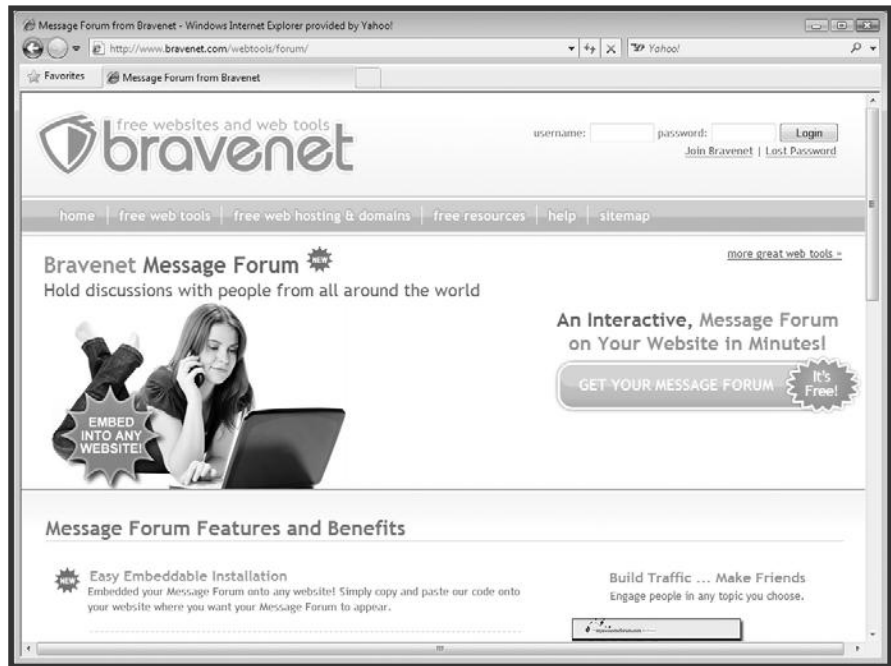 Message Forum from Bravenet - Windows Internet Explorer provided by Yahoo!
http://www.bravenet.com/webtools/forum/
Yahoo!
Favorites
Message Forum from Bravenet
free websites and web tools
bravenet
username:
password:
Login
Join Bravenet | Lost Password
home | free web tools | free web hosting & domains | free resources | help | sitemap
Bravenet Message Forum NEW
more great web tools »
Hold discussions with people from all around the world
An Interactive, Message Forum
on Your Website in Minutes!
GET YOUR MESSAGE FORUM
It's
Free!
EMBED
INTO ANY
WEBSITE!
Message Forum Features and Benefits
NEW
Easy Embeddable Installation
Embedded your Message Forum onto any website! Simply copy and paste our code onto
your website where you want your Message Forum to appear.
Build Traffic ... Make Friends
Engage people in any topic you choose.